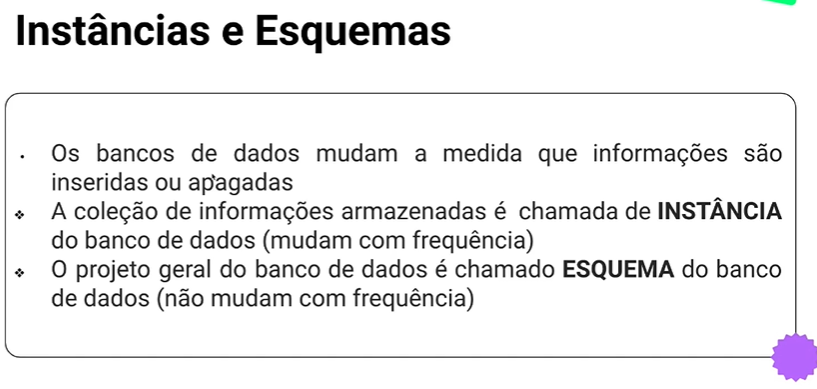 Instâncias e Esquemas
· Os bancos de dados mudam a medida que informações são
inseridas ou apagadas
❖ A coleção de informações armazenadas é chamada de INSTÂNCIA
do banco de dados (mudam com frequência)
❖ O projeto geral do banco de dados é chamado ESQUEMA do banco
de dados (não mudam com frequência)